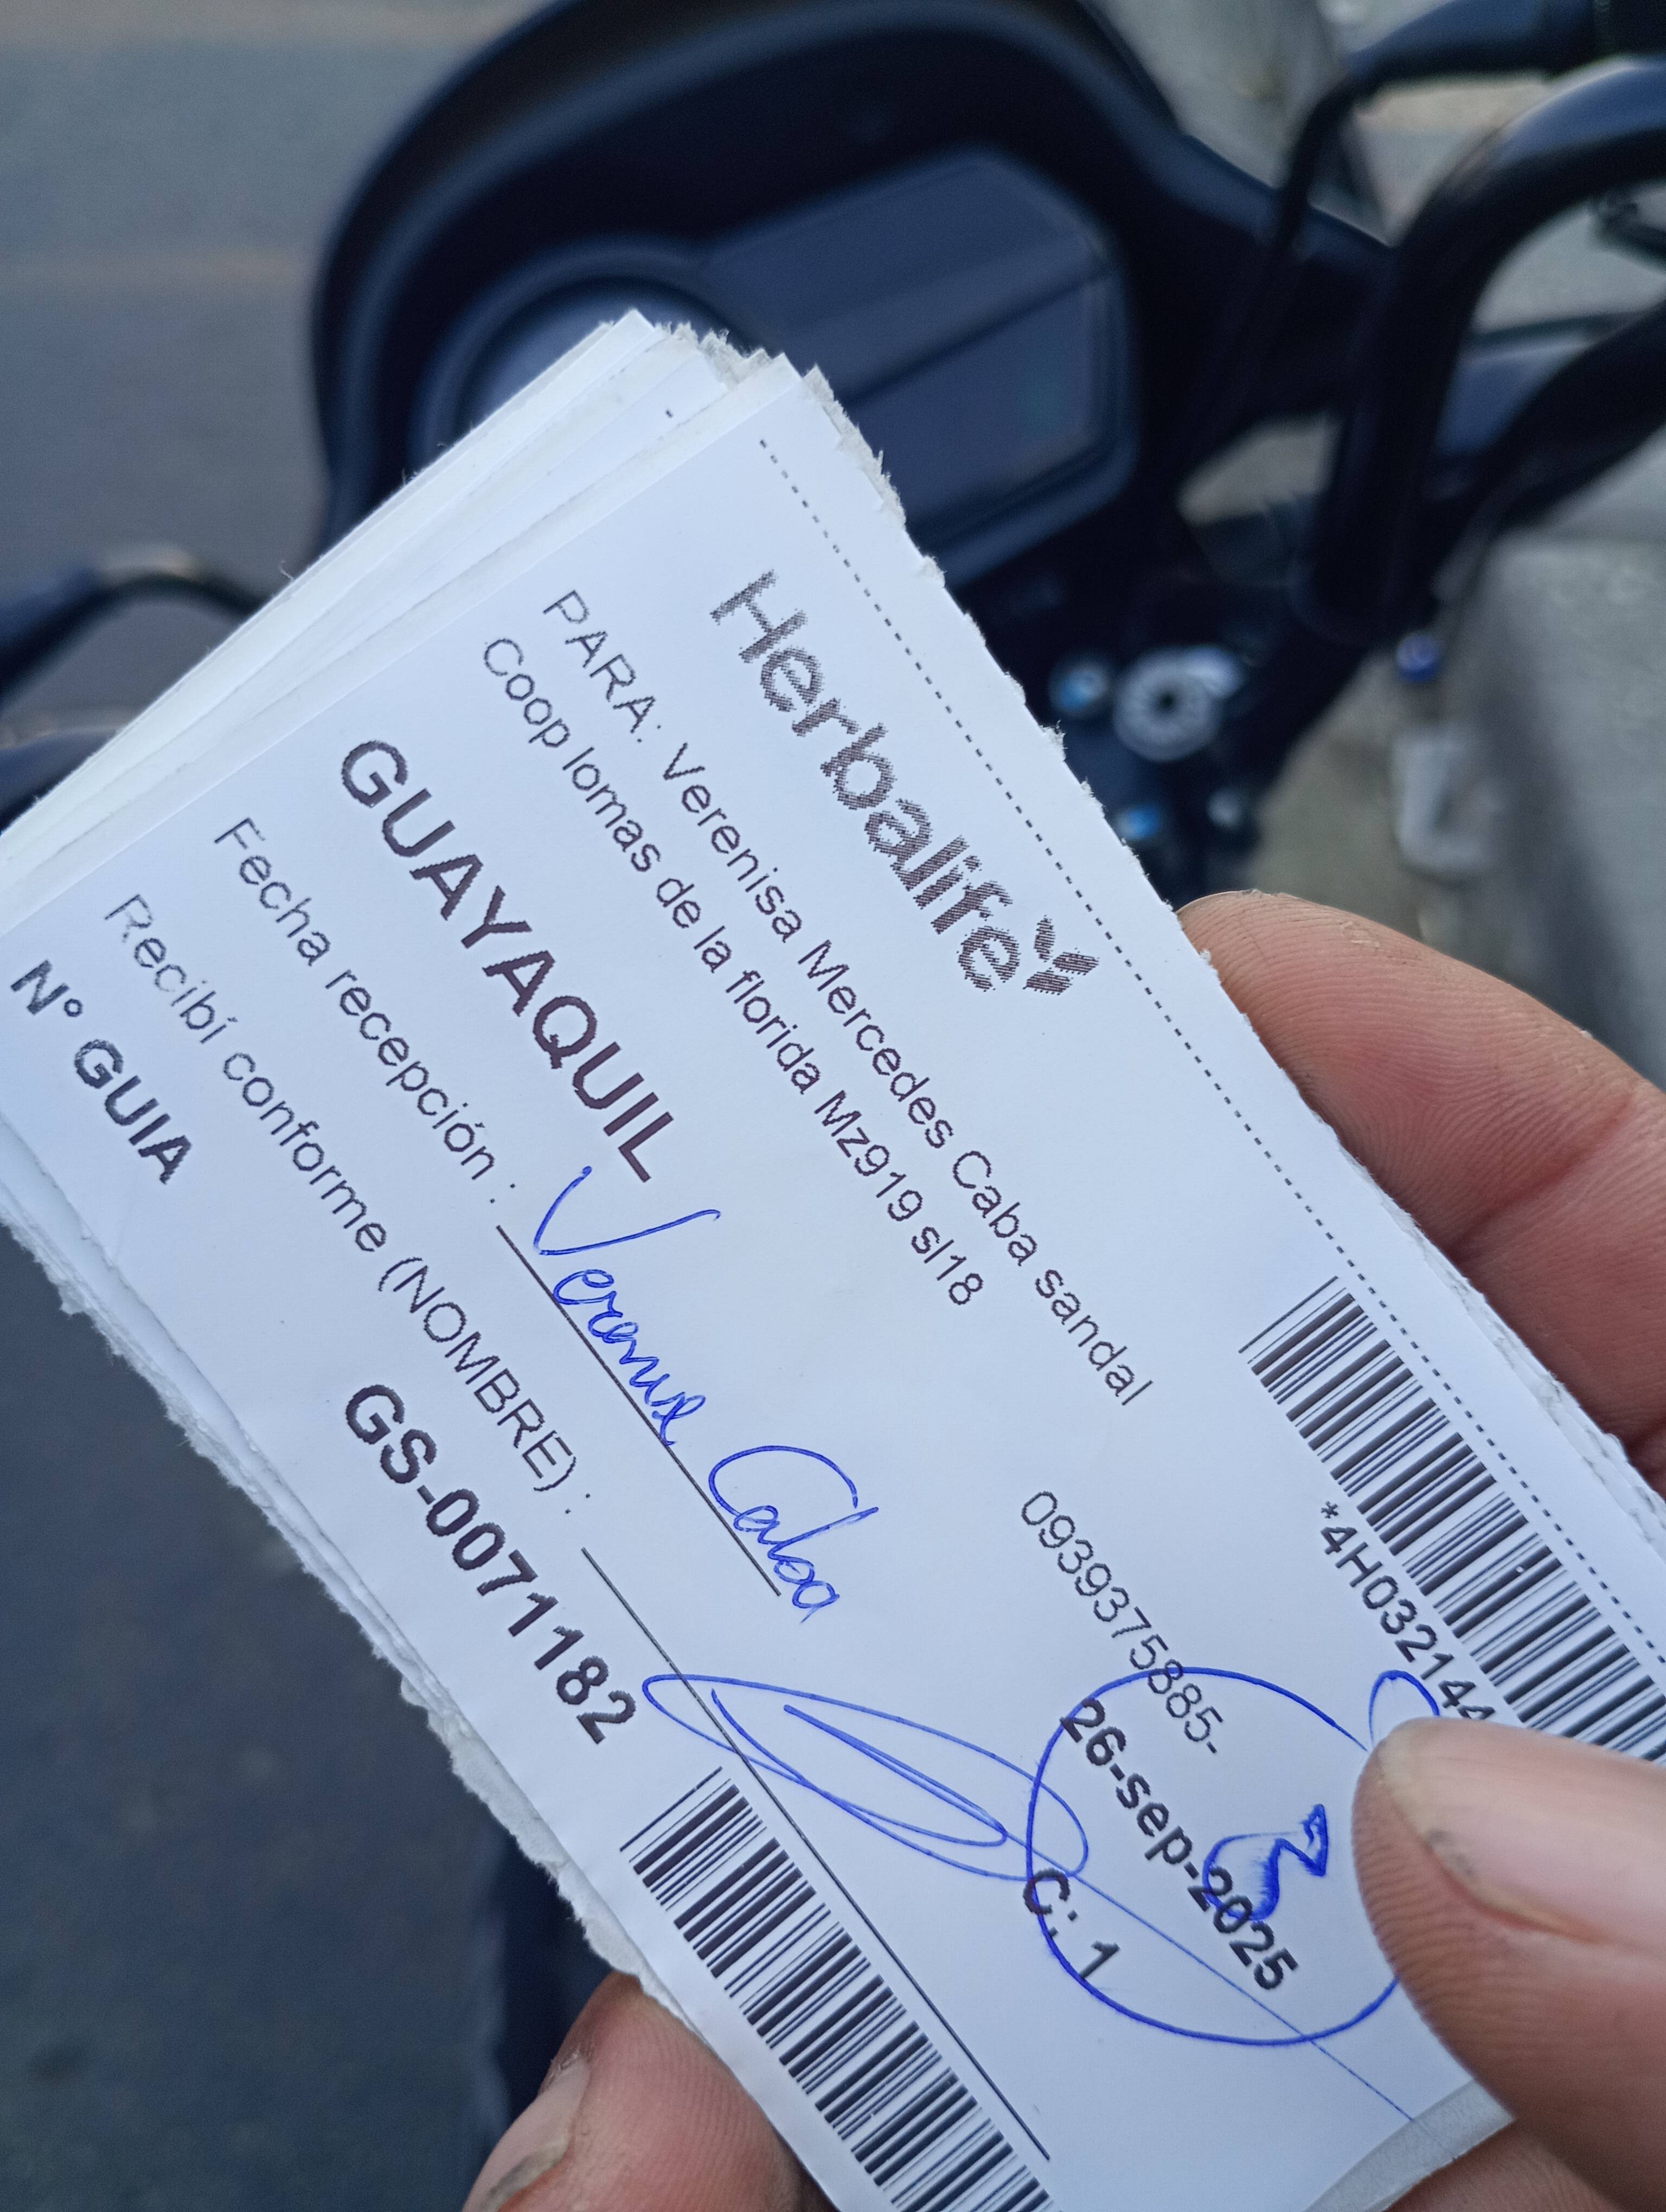 Herbalife
*4H032144
PARA: Verenisa Mercedes Caba sandal
Coop lomas de la florida Mz919 sl18
0939375885-
GUAYAQUIL
26-sep-2025
Fecha recepción :
Caba
C: 1
Recibí conforme (NOMBRE) :
N° GUIA
GS-0071182